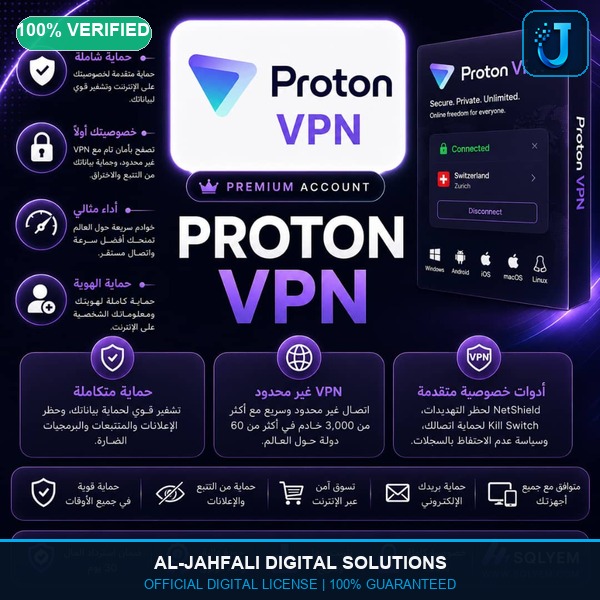 100% VERIFIED
J
حماية شاملة
حماية متقدمة لخصوصيتك
على الإنترنت وتشفير قوي
لبياناتك.
خصوصيتك أولاً
تصفح بأمان تام مع VPN
غير محدود، وحماية بياناتك
من التتبع والاختراق.
أداء مثالي
خوادم سريعة حول العالم
تمنحك أفضل سرعة
واتصال مستقر.
حماية الهوية
حماية كاملة لهويتك
ومعلوماتك الشخصية
على الإنترنت.
Proton
VPN
PREMIUM ACCOUNT
PROTON
VPN
Proton VPN
Secure. Private. Unlimited.
Online freedom for everyone.
Connected
Switzerland
Zurich
Disconnect
Windows
Android
iOS
macOS
Linux
Proton VPN
VPN
أدوات خصوصية متقدمة
NetShield لحظر التهديدات،
Kill Switch لحماية اتصالك،
وسياسة عدم الاحتفاظ بالسجلات.
VPN غير محدود
اتصال غير محدود وسريع مع أكثر
من 3,000 خادم في أكثر من 60
دولة حول العالم.
حماية متكاملة
تشفير قوي لحماية بياناتك، وحظر
الإعلانات والمتتبعات والبرمجيات
الضارة.
متوافق مع جميع
أجهزتك
حماية بريدك
الإلكتروني
تسوق آمن
عبر الإنترنت
حماية من التتبع
والإعلانات
حماية قوية
في جميع الأوقات
SQLYEM
AL-JAHFALI DIGITAL SOLUTIONS
OFFICIAL DIGITAL LICENSE | 100% GUARANTEED